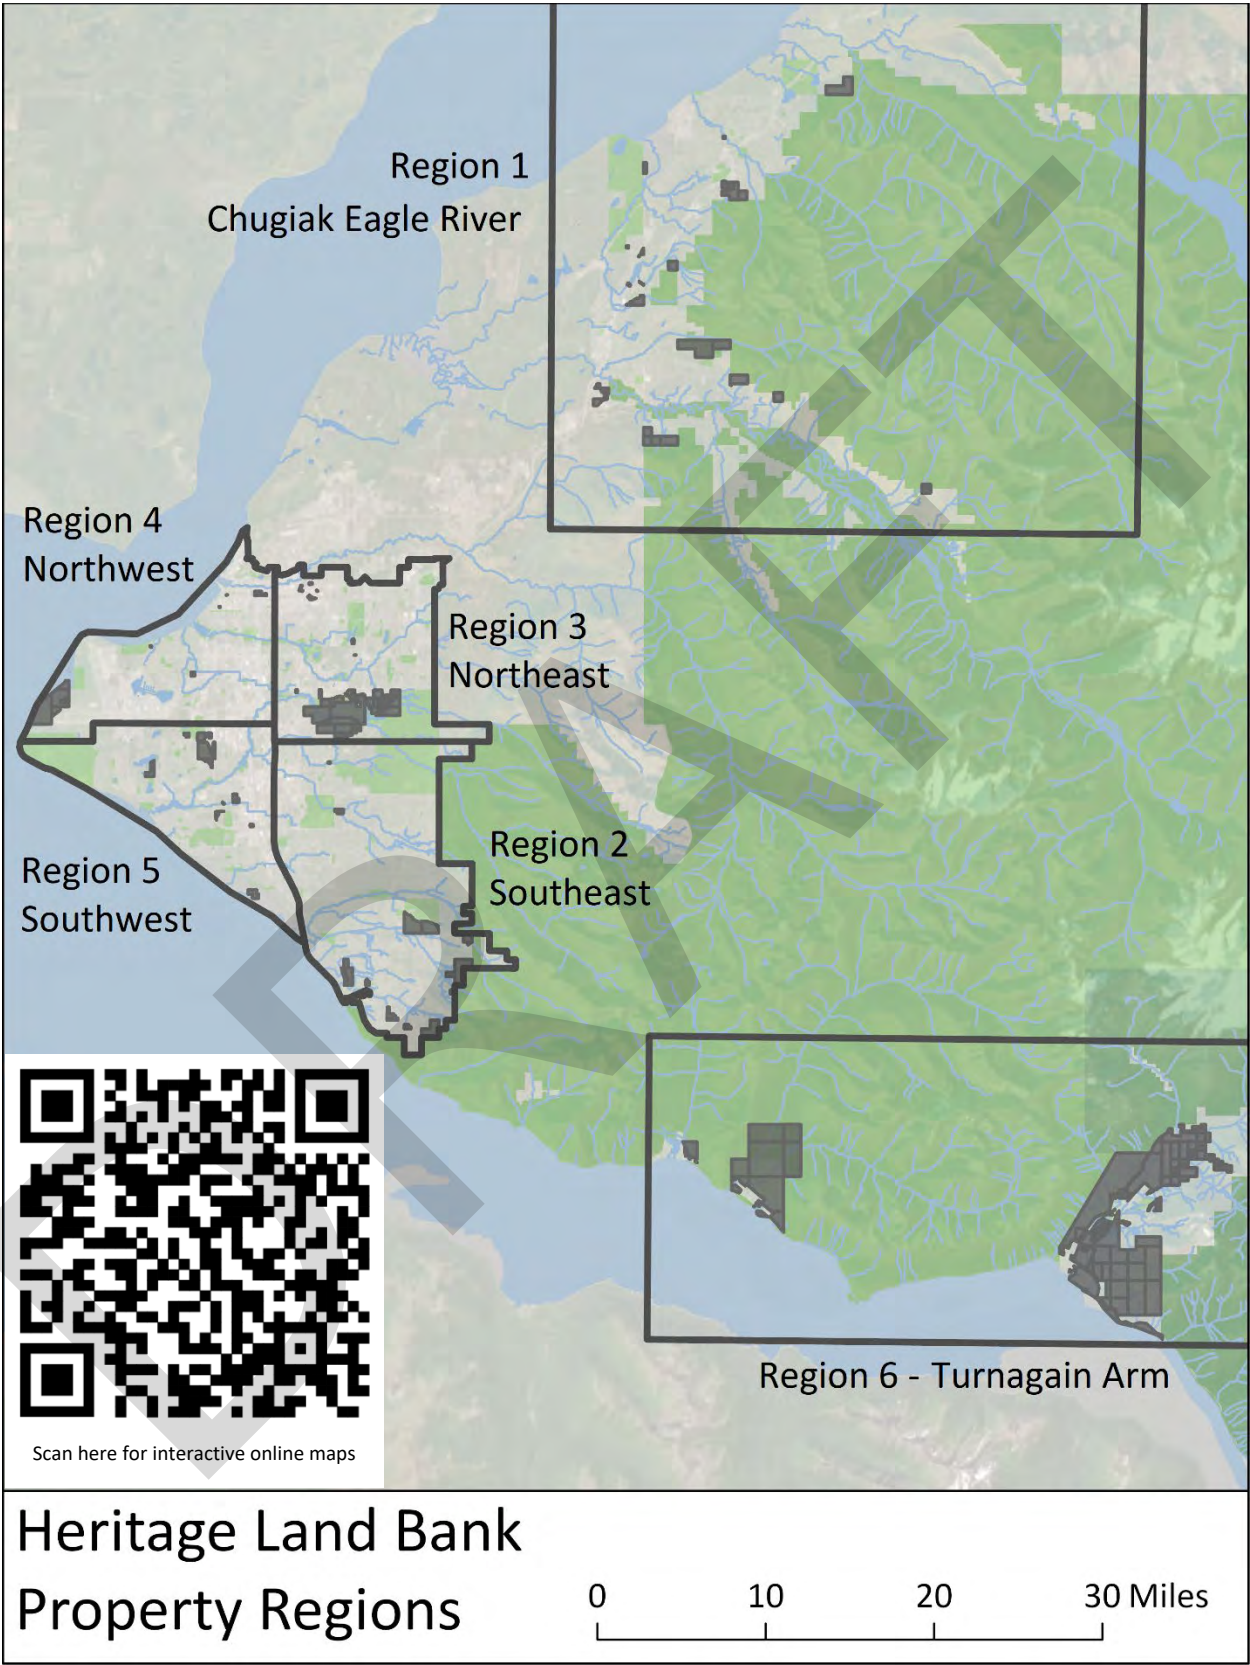 Region 1
Chugiak Eagle River
Region 4
Northwest
Region 3
Northeast
Region 2
Southeast
Region 5
Southwest
Region 6 - Turnagain Arm
DRAFT
Scan here for interactive online maps
Heritage Land Bank
Property Regions
0 10 20 30 Miles